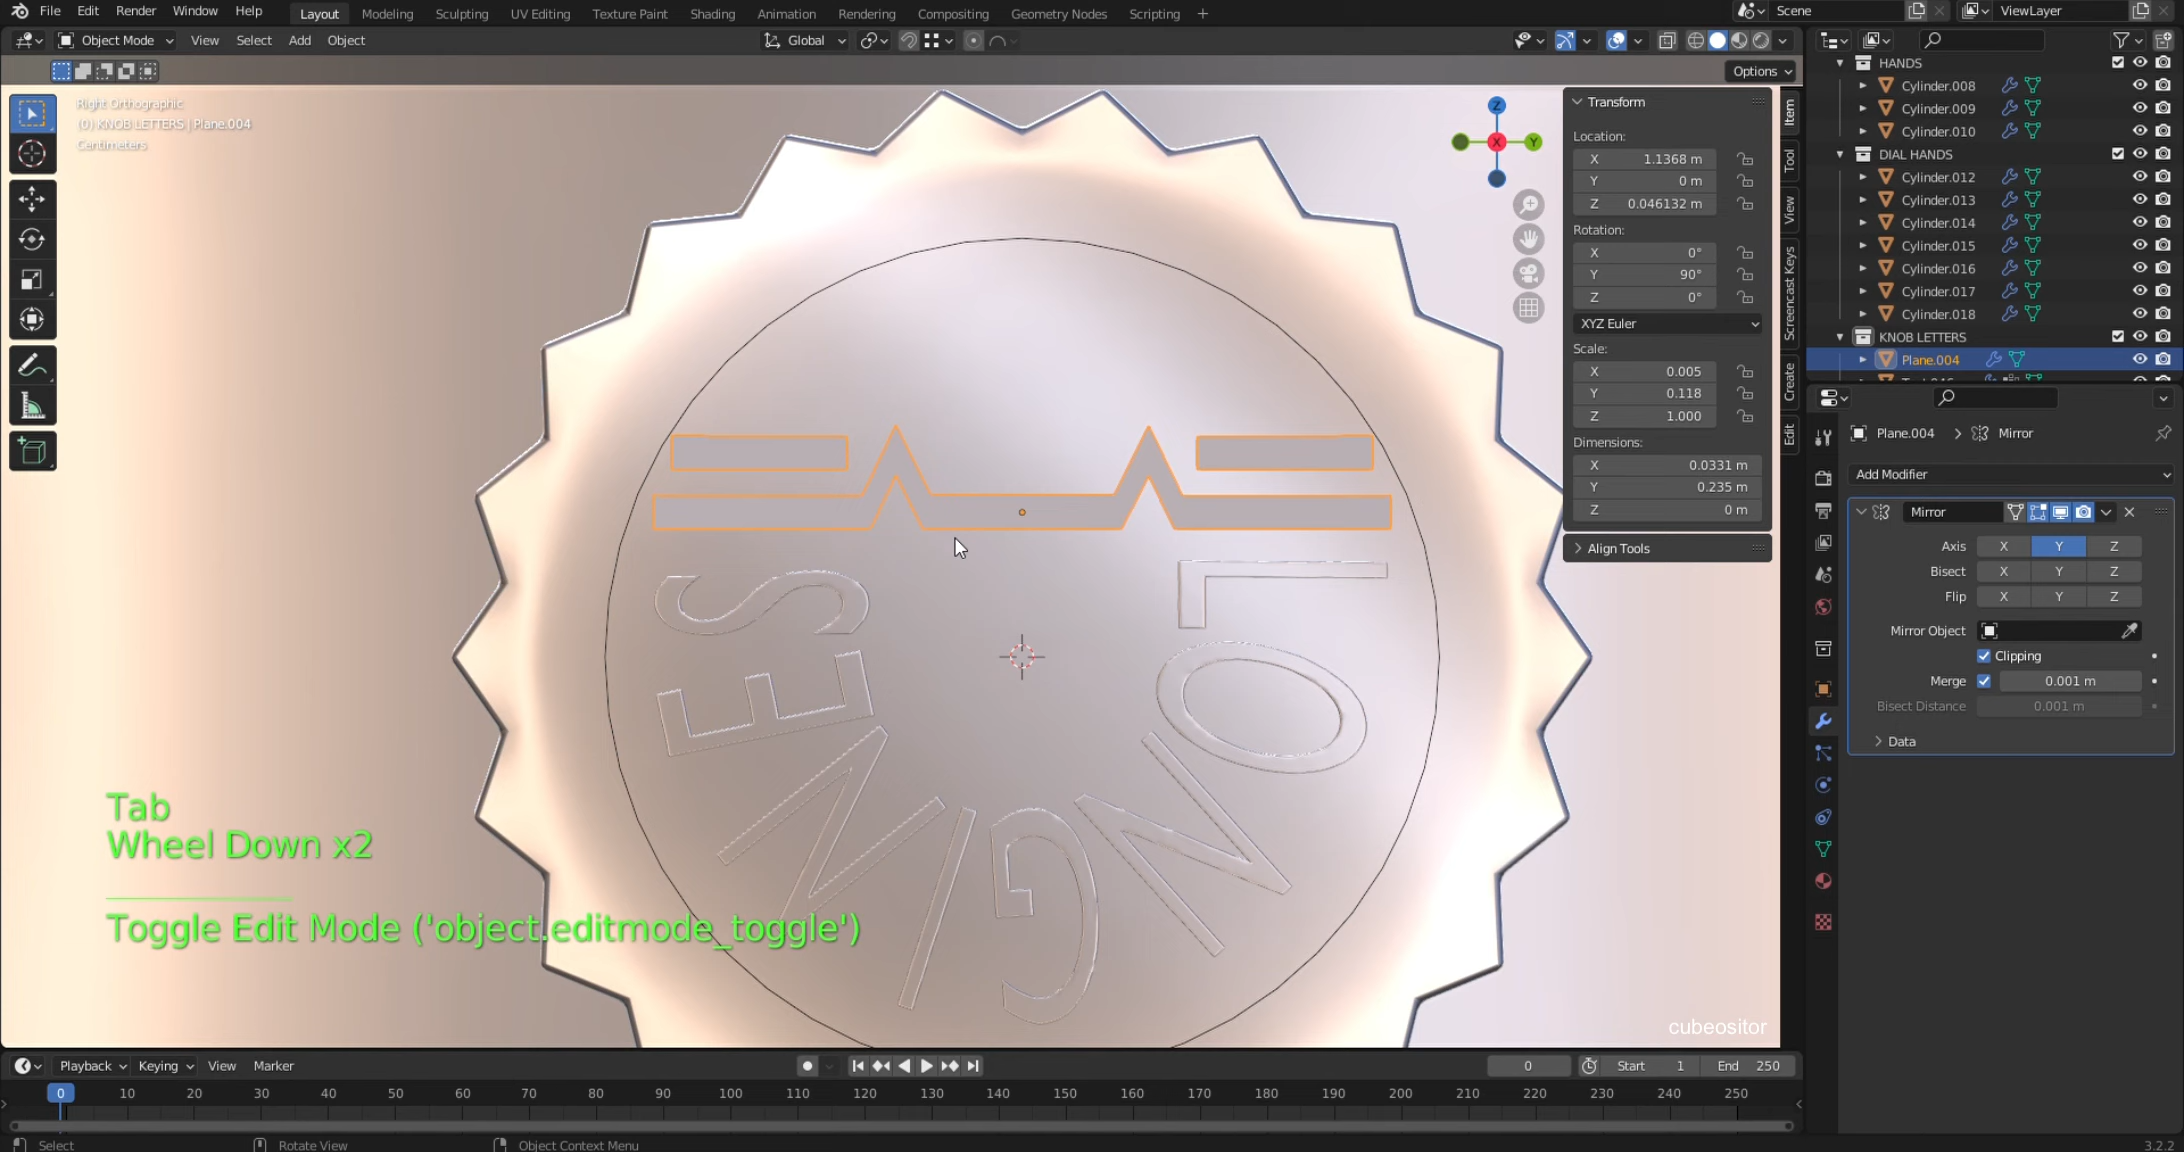 File Edit Render Window Help Layout Modeling Sculpting UV Editing Texture Paint Shading Animation Rendering Compositing Geometry Nodes Scripting + Scene ViewLayer
Object Mode View Select Add Object Global
Options
Right Orthographic
(0) KNOB LETTERS | Plane.004
Centimeters
Z
X
Y
Transform
Location:
X 1.1368 m
Y 0 m
Z 0.046132 m
Rotation:
X 0°
Y 90°
Z 0°
XYZ Euler
Scale:
X 0.005
Y 0.118
Z 1.000
Dimensions:
X 0.0331 m
Y 0.235 m
Z 0 m
Align Tools
Item
Tool
View
Screencast Keys
Create
Edit
HANDS
Cylinder.008
Cylinder.009
Cylinder.010
DIAL HANDS
Cylinder.012
Cylinder.013
Cylinder.014
Cylinder.015
Cylinder.016
Cylinder.017
Cylinder.018
KNOB LETTERS
Plane.004
Plane.004 > Mirror
Add Modifier
Mirror
Axis X Y Z
Bisect X Y Z
Flip X Y Z
Mirror Object
Clipping
Merge 0.001 m
Bisect Distance 0.001 m
Data
LONGINES
Tab
Wheel Down x2
Toggle Edit Mode ('object.editmode_toggle')
cubeositor
Playback Keying View Marker 0 Start 1 End 250
0 10 20 30 40 50 60 70 80 90 100 110 120 130 140 150 160 170 180 190 200 210 220 230 240 250
Select Rotate View Object Context Menu 3.2.2